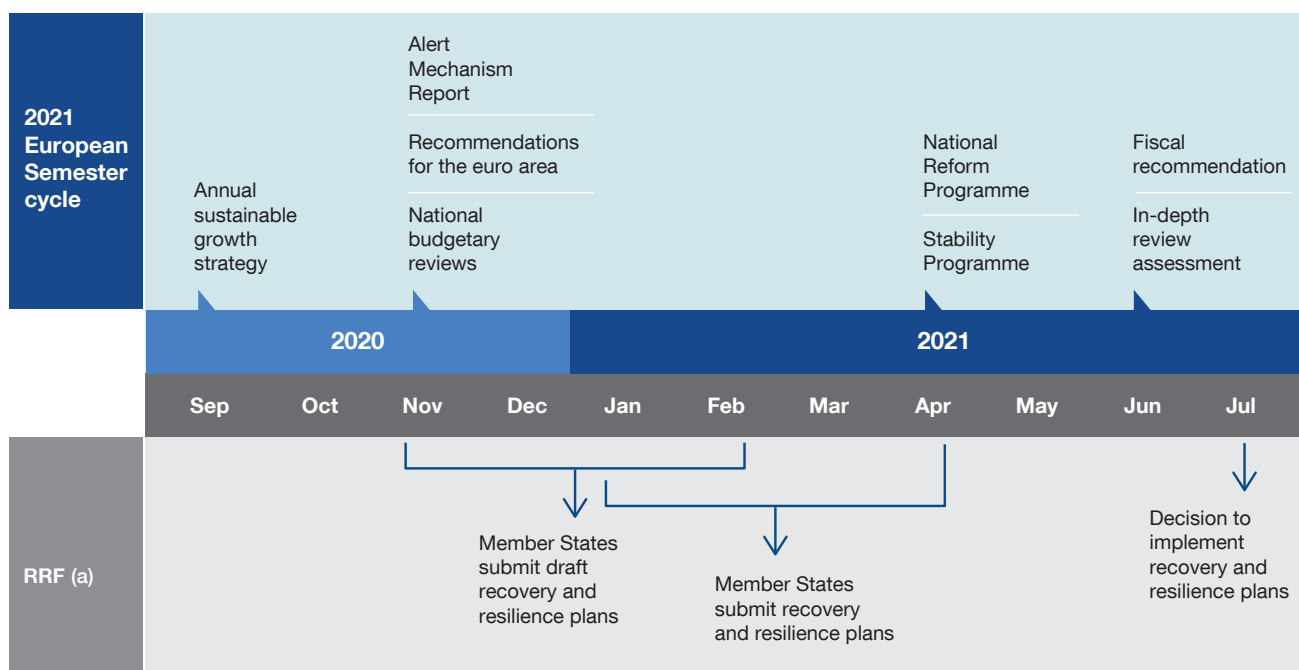 2021
European
Semester
cycle
Annual
sustainable
growth
strategy
Alert
Mechanism
Report
Recommendations
for the euro area
National
budgetary
reviews
National
Reform
Programme
Stability
Programme
Fiscal
recommendation
In-depth
review
assessment
2020
2021
Sep Oct Nov Dec Jan Feb Mar Apr May Jun Jul
RRF (a)
Member States
submit draft
recovery and
resilience plans
Member States
submit recovery
and resilience plans
Decision to
implement
recovery and
resilience plans